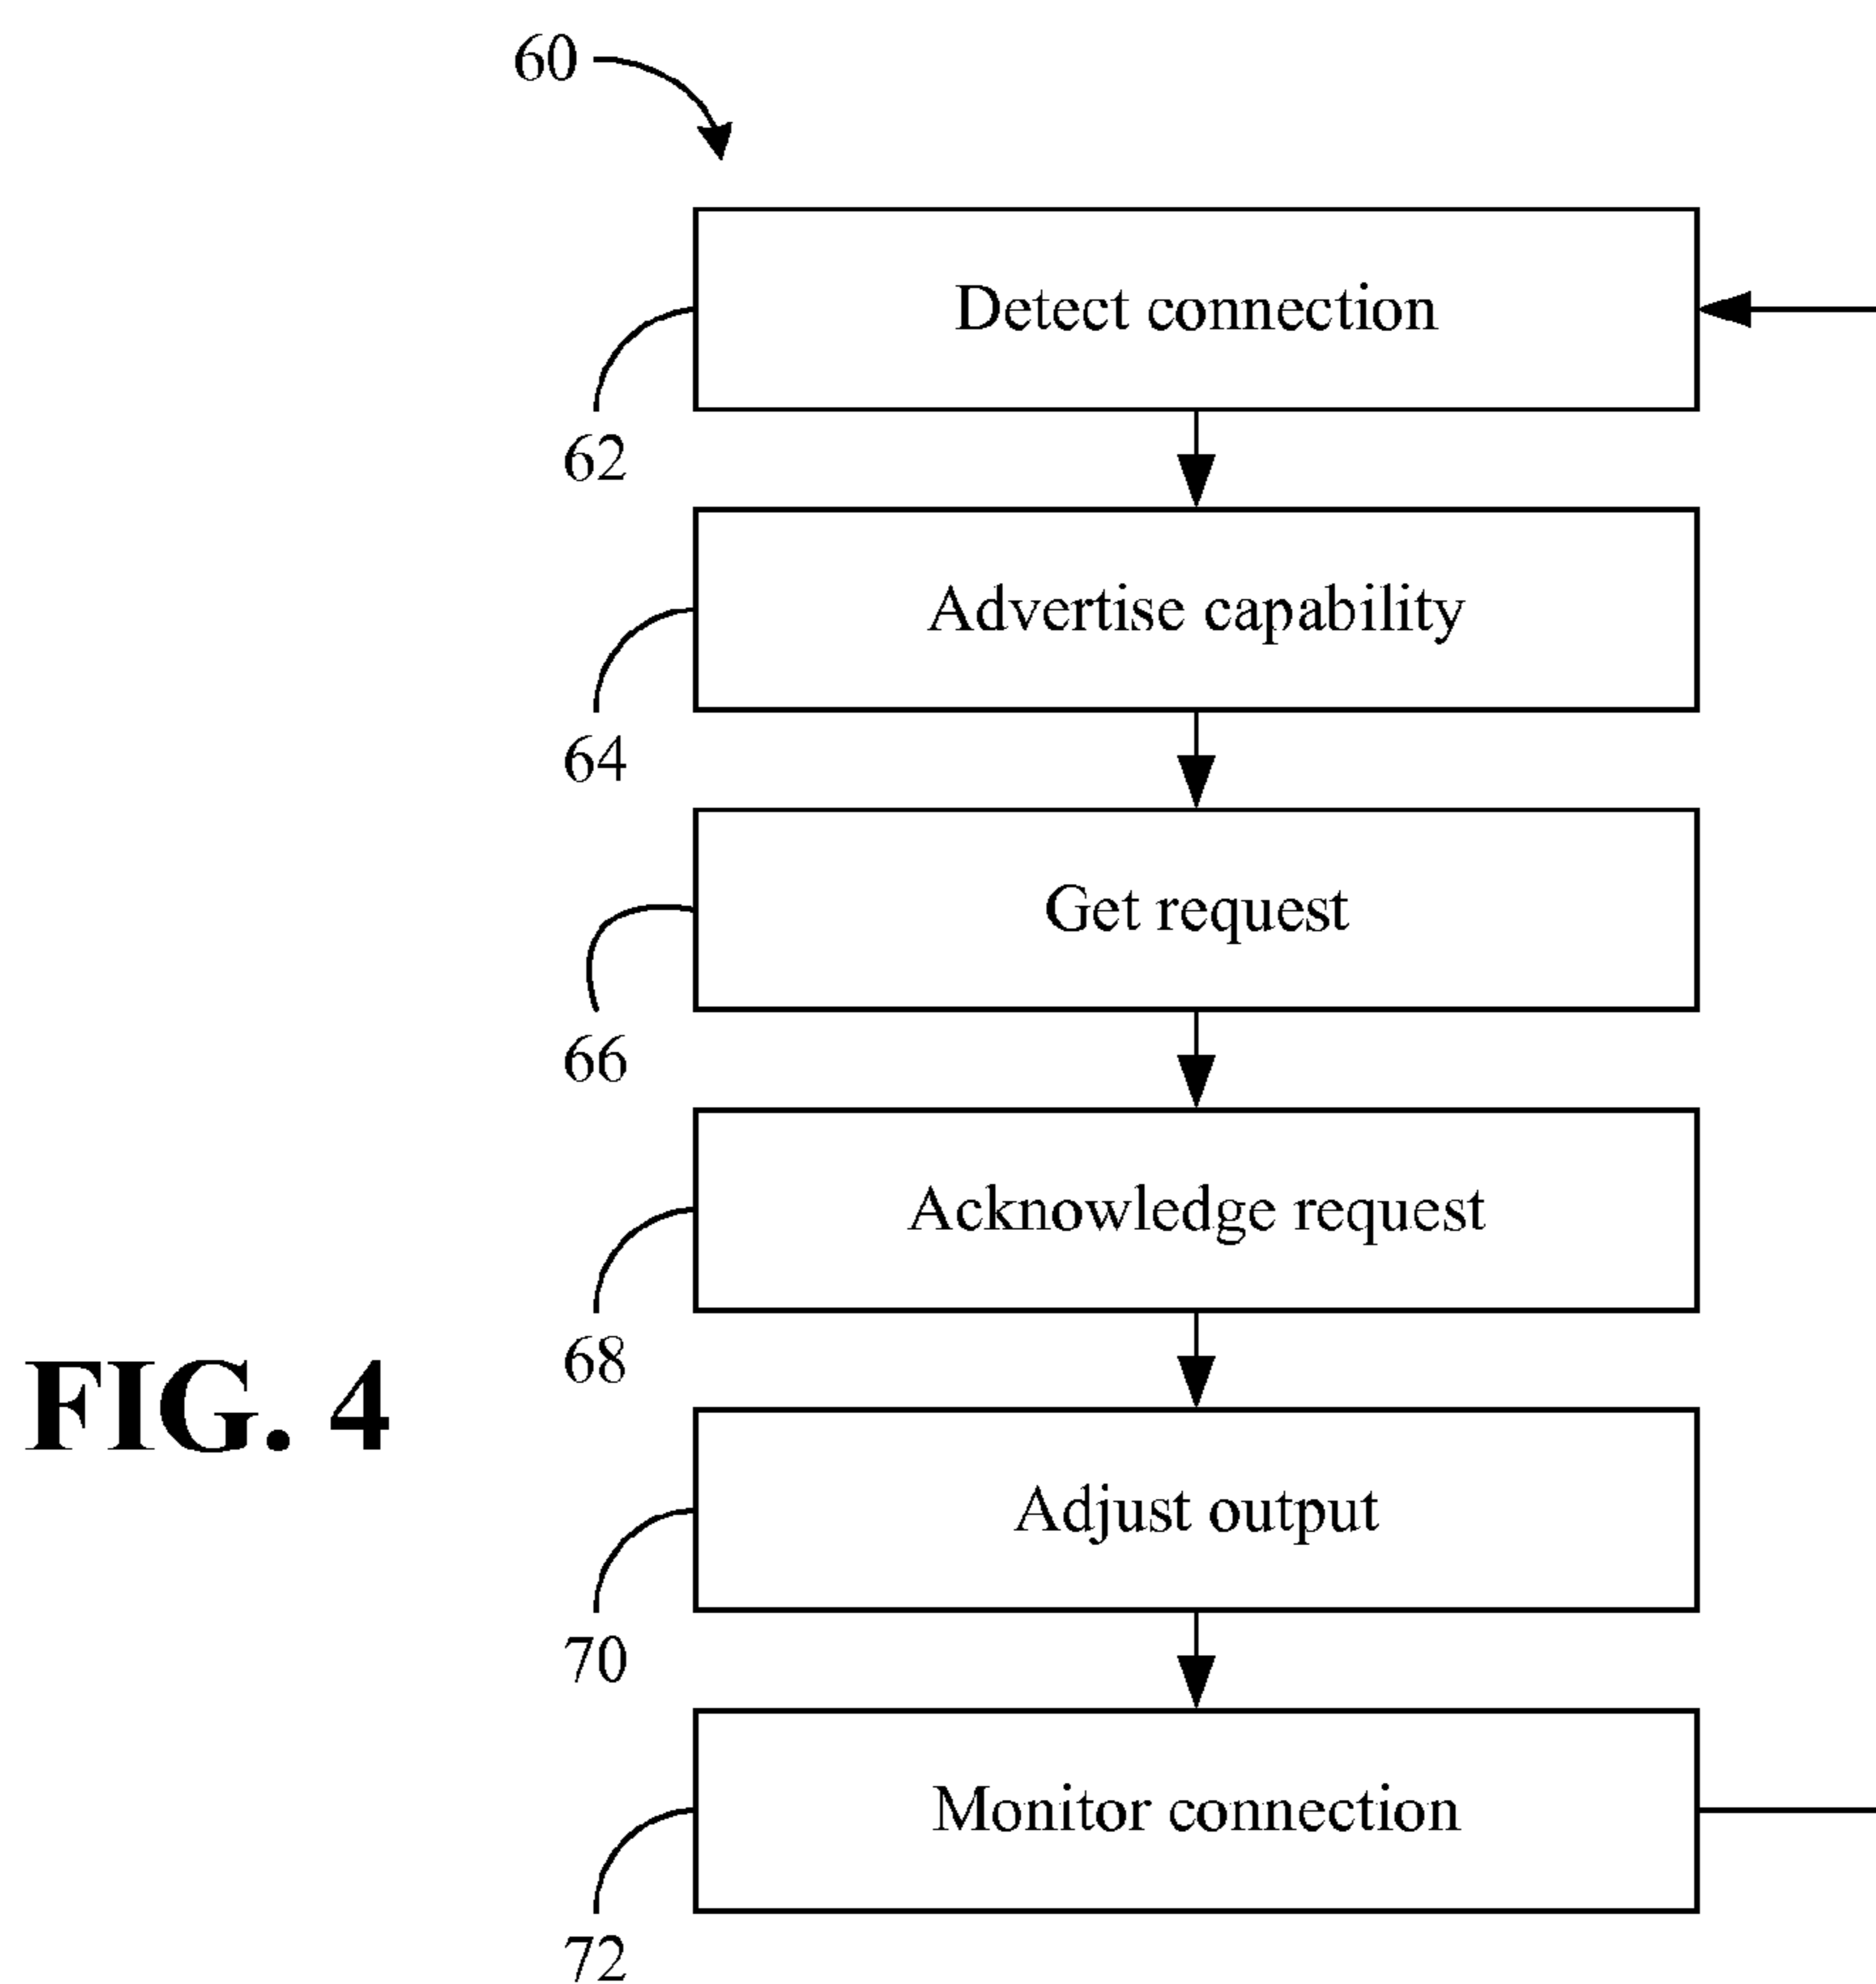 60
Detect connection
62
Advertise capability
64
Get request
66
Acknowledge request
68
FIG. 4
Adjust output
70
Monitor connection
72